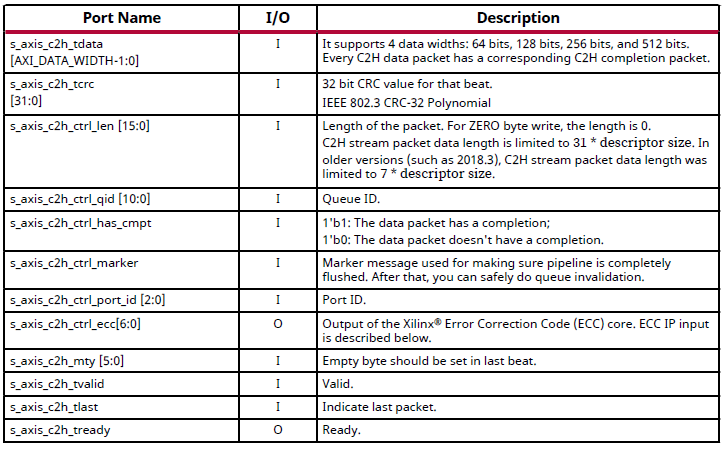 Port Name I/O Description
s_axis_c2h_tdata I It supports 4 data widths: 64 bits, 128 bits, 256 bits, and 512 bits.
[AXI_DATA_WIDTH-1:0] Every C2H data packet has a corresponding C2H completion packet.
s_axis_c2h_tcrc I 32 bit CRC value for that beat.
[31:0] IEEE 802.3 CRC-32 Polynomial
s_axis_c2h_ctrl_len [15:0] I Length of the packet. For ZERO byte write, the length is 0.
C2H stream packet data length is limited to 31 * descriptor size. In
older versions (such as 2018.3), C2H stream packet data length was
limited to 7 * descriptor size.
s_axis_c2h_ctrl_qid [10:0] I Queue ID.
s_axis_c2h_ctrl_has_cmpt I 1'b1: The data packet has a completion;
1'b0: The data packet doesn't have a completion.
s_axis_c2h_ctrl_marker I Marker message used for making sure pipeline is completely
flushed. After that, you can safely do queue invalidation.
s_axis_c2h_ctrl_port_id [2:0] I Port ID.
s_axis_c2h_ctrl_ecc[6:0] O Output of the Xilinx® Error Correction Code (ECC) core. ECC IP input
is described below.
s_axis_c2h_mty [5:0] I Empty byte should be set in last beat.
s_axis_c2h_tvalid I Valid.
s_axis_c2h_tlast I Indicate last packet.
s_axis_c2h_tready O Ready.